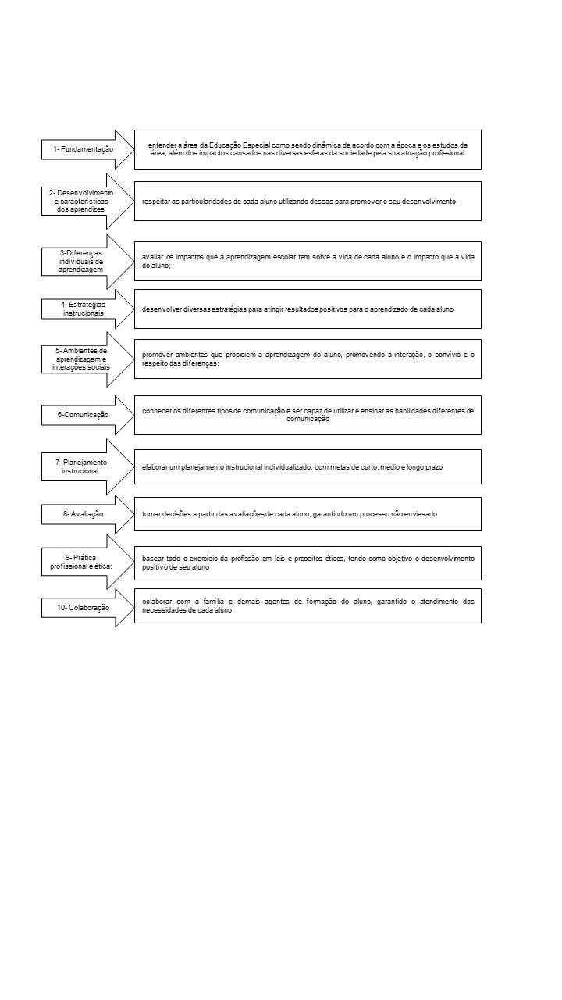 1- Fundamentação
entender a área da Educação Especial como sendo dinâmica de acordo com a época e os estudos da
área, além dos impactos causados nas diversas esferas da sociedade pela sua atuação profissional
2- Desenvolvimento
e características
dos aprendizes
respeitar as particularidades de cada aluno utilizando dessas para promover o seu desenvolvimento;
3-Diferenças
individuais de
aprendizagem
avaliar os impactos que a aprendizagem escolar tem sobre a vida de cada aluno e o impacto que a vida
do aluno;
4- Estratégias
instrucionais
desenvolver diversas estratégias para atingir resultados positivos para o aprendizado de cada aluno
5- Ambientes de
aprendizagem e
interações sociais
promover ambientes que propiciem a aprendizagem do aluno, promovendo a interação, o convívio e o
respeito das diferenças;
6-Comunicação
conhecer os diferentes tipos de comunicação e ser capaz de utilizar e ensinar as habilidades diferentes de
comunicação
7- Planejamento
instrucional:
elaborar um planejamento instrucional individualizado, com metas de curto, médio e longo prazo
8- Avaliação
tomar decisões a partir das avaliações de cada aluno, garantindo um processo não enviesado
9- Prática
profissional e ética:
basear todo o exercício da profissão em leis e preceitos éticos, tendo como objetivo o desenvolvimento
positivo de seu aluno
10- Colaboração
colaborar com a família e demais agentes de formação do aluno, garantido o atendimento das
necessidades de cada aluno.